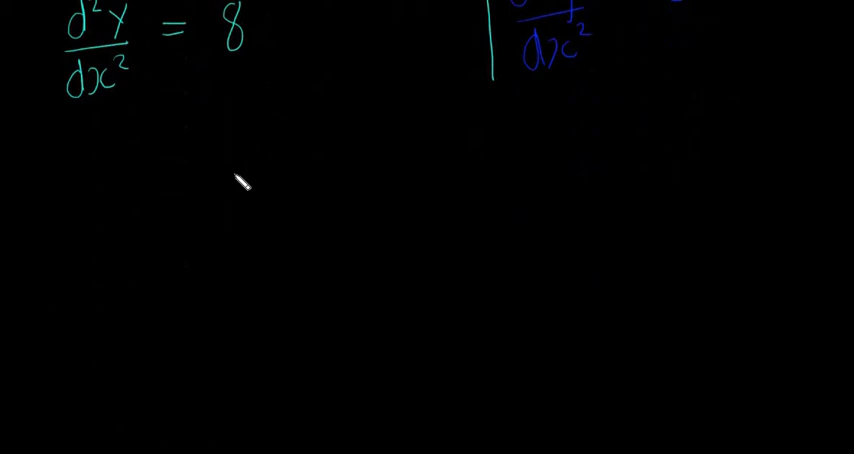 d²y/dx² = 8
dx²